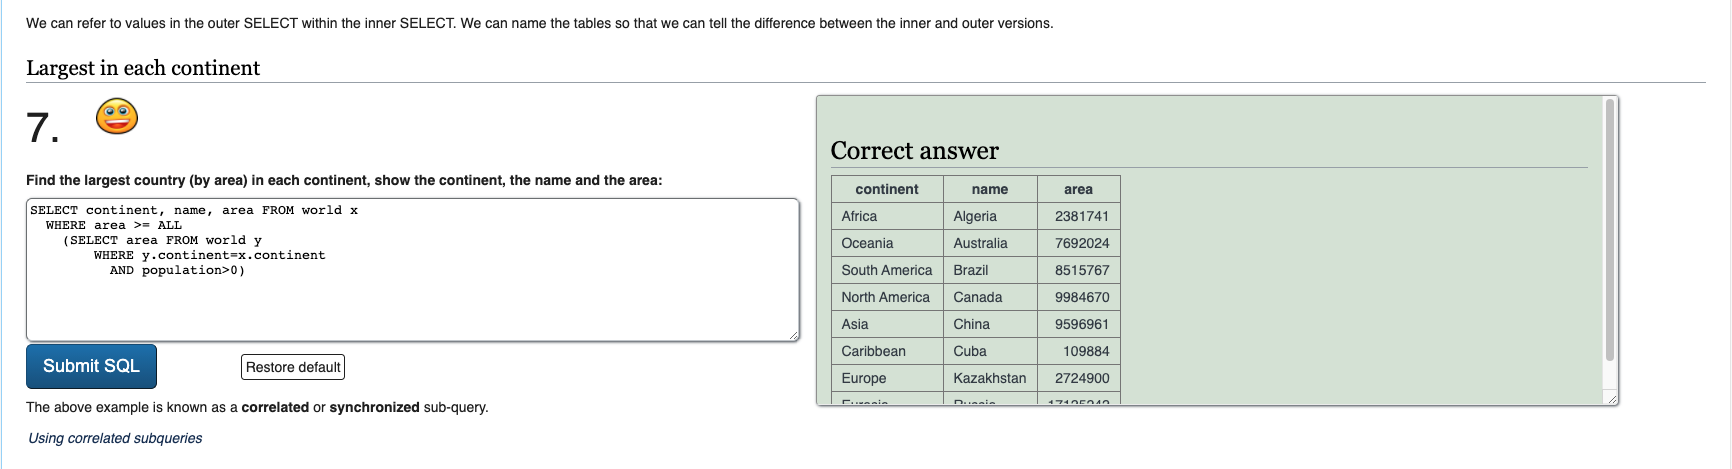 We can refer to values in the outer SELECT within the inner SELECT. We can name the tables so that we can tell the difference between the inner and outer versions.
Largest in each continent
7.
Find the largest country (by area) in each continent, show the continent, the name and the area:
SELECT continent, name, area FROM world x
WHERE area >= ALL
(SELECT area FROM world y
WHERE y.continent=x.continent
AND population>0)
Submit SQL
Restore default
The above example is known as a correlated or synchronized sub-query.
Using correlated subqueries
Correct answer
continent name area
Africa Algeria 2381741
Oceania Australia 7692024
South America Brazil 8515767
North America Canada 9984670
Asia China 9596961
Caribbean Cuba 109884
Europe Kazakhstan 2724900
Eurasia Russia